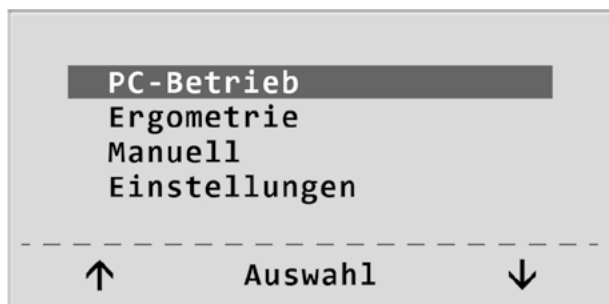 PC-Betrieb
Ergometrie
Manuell
Einstellungen
↑ Auswahl ↓